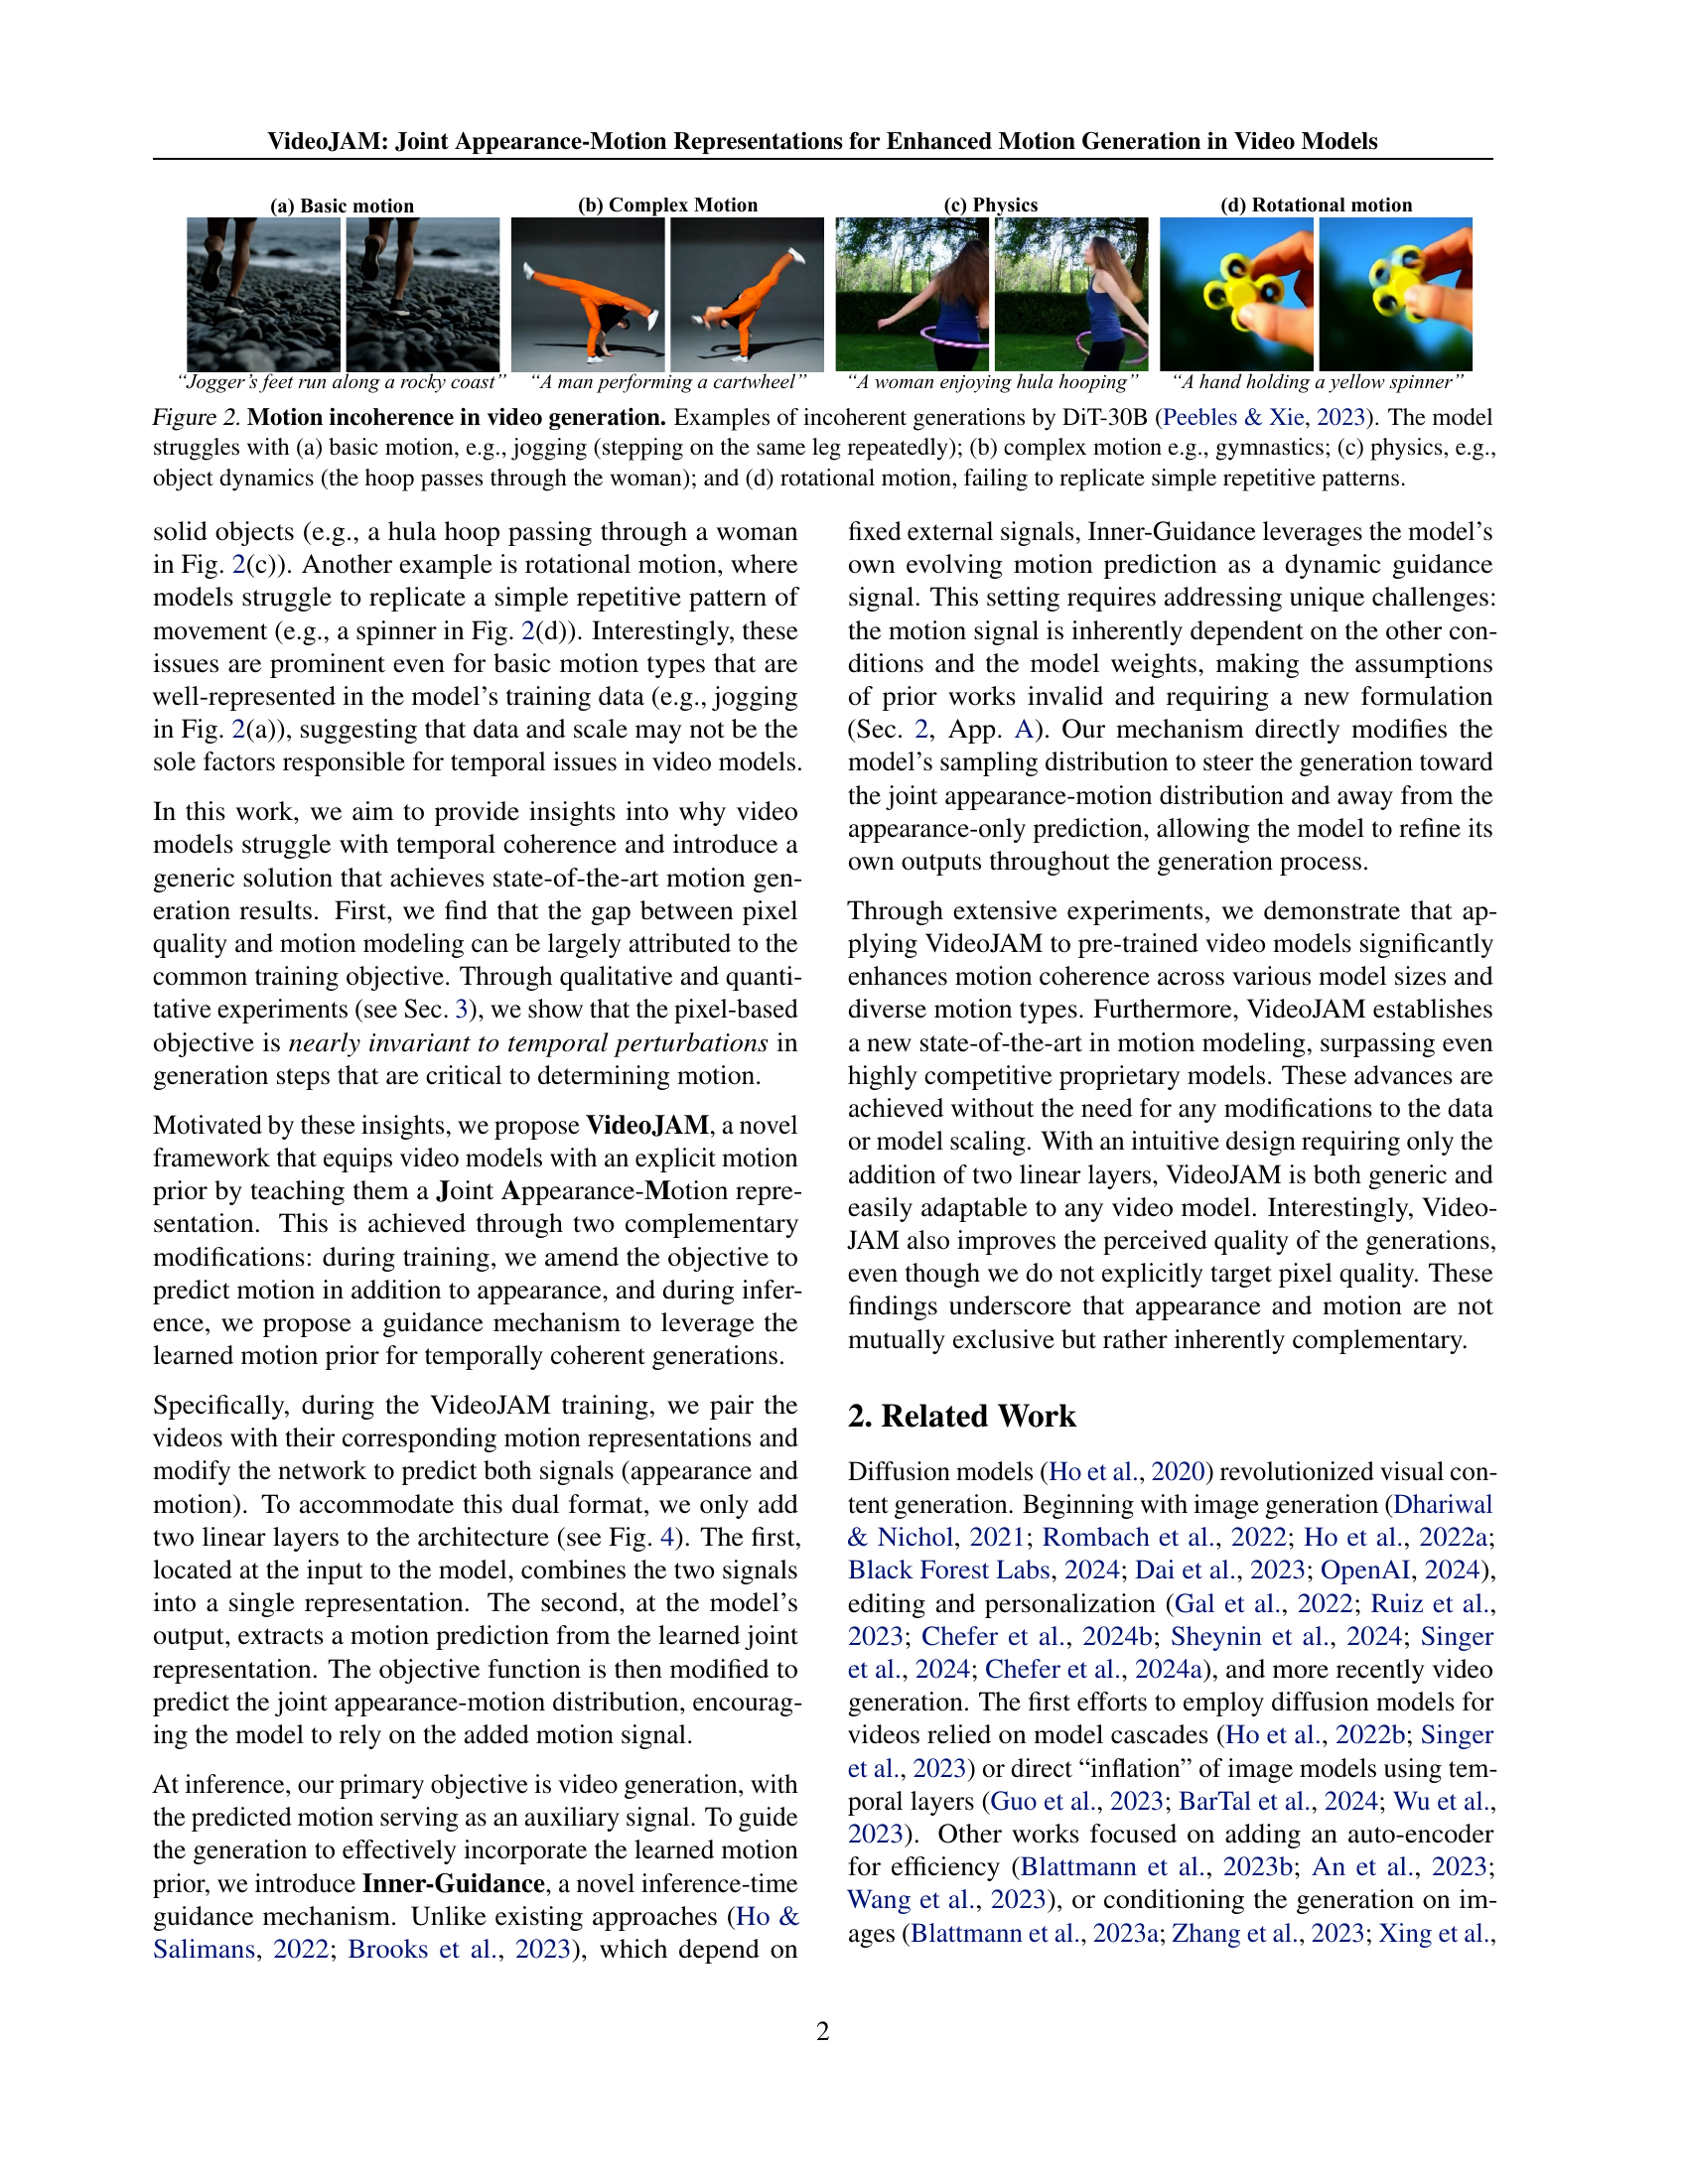 VideoJAM: Joint Appearance-Motion Representations for Enhanced Motion Generation in Video Models
(a) Basic motion
(b) Complex Motion
(c) Physics
(d) Rotational motion
“Jogger’s feet run along a rocky coast”
“A man performing a cartwheel”
“A woman enjoying hula hooping”
“A hand holding a yellow spinner”
Figure 2. Motion incoherence in video generation. Examples of incoherent generations by DiT-30B (Peebles & Xie, 2023). The model
struggles with (a) basic motion, e.g., jogging (stepping on the same leg repeatedly); (b) complex motion e.g., gymnastics; (c) physics, e.g.,
object dynamics (the hoop passes through the woman); and (d) rotational motion, failing to replicate simple repetitive patterns.
solid objects (e.g., a hula hoop passing through a woman
in Fig. 2(c)). Another example is rotational motion, where
models struggle to replicate a simple repetitive pattern of
movement (e.g., a spinner in Fig. 2(d)). Interestingly, these
issues are prominent even for basic motion types that are
well-represented in the model’s training data (e.g., jogging
in Fig. 2(a)), suggesting that data and scale may not be the
sole factors responsible for temporal issues in video models.
In this work, we aim to provide insights into why video
models struggle with temporal coherence and introduce a
generic solution that achieves state-of-the-art motion gen-
eration results. First, we find that the gap between pixel
quality and motion modeling can be largely attributed to the
common training objective. Through qualitative and quanti-
tative experiments (see Sec. 3), we show that the pixel-based
objective is nearly invariant to temporal perturbations in
generation steps that are critical to determining motion.
Motivated by these insights, we propose VideoJAM, a novel
framework that equips video models with an explicit motion
prior by teaching them a Joint Appearance-Motion repre-
sentation. This is achieved through two complementary
modifications: during training, we amend the objective to
predict motion in addition to appearance, and during infer-
ence, we propose a guidance mechanism to leverage the
learned motion prior for temporally coherent generations.
Specifically, during the VideoJAM training, we pair the
videos with their corresponding motion representations and
modify the network to predict both signals (appearance and
motion). To accommodate this dual format, we only add
two linear layers to the architecture (see Fig. 4). The first,
located at the input to the model, combines the two signals
into a single representation. The second, at the model’s
output, extracts a motion prediction from the learned joint
representation. The objective function is then modified to
predict the joint appearance-motion distribution, encourag-
ing the model to rely on the added motion signal.
At inference, our primary objective is video generation, with
the predicted motion serving as an auxiliary signal. To guide
the generation to effectively incorporate the learned motion
prior, we introduce Inner-Guidance, a novel inference-time
guidance mechanism. Unlike existing approaches (Ho &
Salimans, 2022; Brooks et al., 2023), which depend on
fixed external signals, Inner-Guidance leverages the model’s
own evolving motion prediction as a dynamic guidance
signal. This setting requires addressing unique challenges:
the motion signal is inherently dependent on the other con-
ditions and the model weights, making the assumptions
of prior works invalid and requiring a new formulation
(Sec. 2, App. A). Our mechanism directly modifies the
model’s sampling distribution to steer the generation toward
the joint appearance-motion distribution and away from the
appearance-only prediction, allowing the model to refine its
own outputs throughout the generation process.
Through extensive experiments, we demonstrate that ap-
plying VideoJAM to pre-trained video models significantly
enhances motion coherence across various model sizes and
diverse motion types. Furthermore, VideoJAM establishes
a new state-of-the-art in motion modeling, surpassing even
highly competitive proprietary models. These advances are
achieved without the need for any modifications to the data
or model scaling. With an intuitive design requiring only the
addition of two linear layers, VideoJAM is both generic and
easily adaptable to any video model. Interestingly, Video-
JAM also improves the perceived quality of the generations,
even though we do not explicitly target pixel quality. These
findings underscore that appearance and motion are not
mutually exclusive but rather inherently complementary.
2. Related Work
Diffusion models (Ho et al., 2020) revolutionized visual con-
tent generation. Beginning with image generation (Dhariwal
& Nichol, 2021; Rombach et al., 2022; Ho et al., 2022a;
Black Forest Labs, 2024; Dai et al., 2023; OpenAI, 2024),
editing and personalization (Gal et al., 2022; Ruiz et al.,
2023; Chefer et al., 2024b; Sheynin et al., 2024; Singer
et al., 2024; Chefer et al., 2024a), and more recently video
generation. The first efforts to employ diffusion models for
videos relied on model cascades (Ho et al., 2022b; Singer
et al., 2023) or direct “inflation” of image models using tem-
poral layers (Guo et al., 2023; BarTal et al., 2024; Wu et al.,
2023). Other works focused on adding an auto-encoder
for efficiency (Blattmann et al., 2023b; An et al., 2023;
Wang et al., 2023), or conditioning the generation on im-
ages (Blattmann et al., 2023a; Zhang et al., 2023; Xing et al.,
2